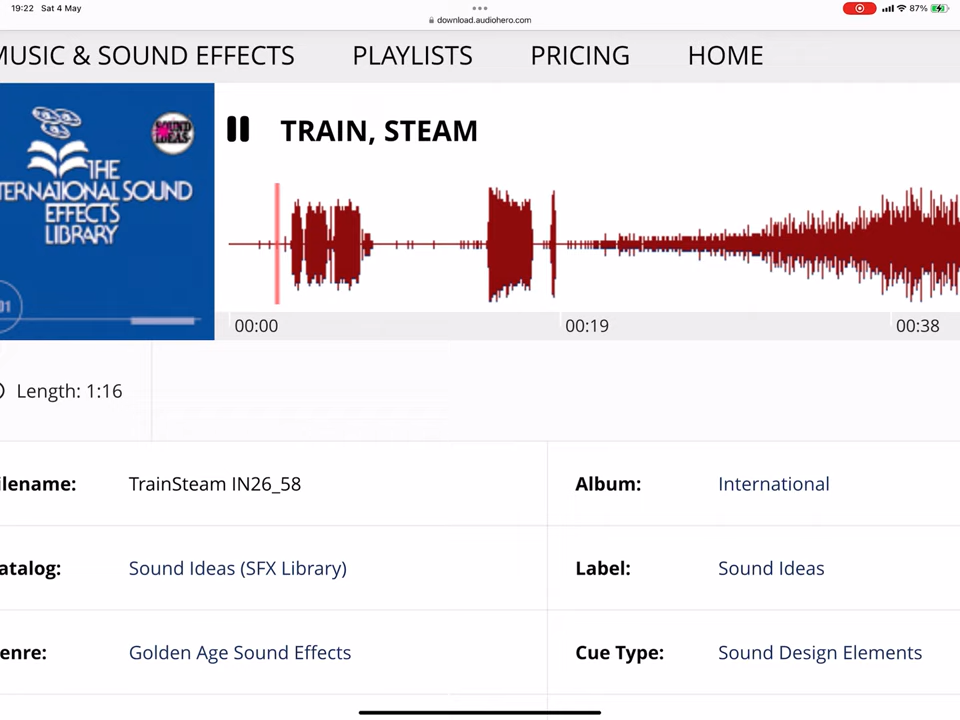 19:22 Sat 4 May
87%
download.audiohero.com
MUSIC & SOUND EFFECTS PLAYLISTS PRICING HOME
SOUND IDEAS
THE
TERNATIONAL SOUND
EFFECTS
LIBRARY
01
TRAIN, STEAM
00:00 00:19 00:38
Length: 1:16
ilename: TrainSteam IN26_58
Album: International
atalog: Sound Ideas (SFX Library)
Label: Sound Ideas
enre: Golden Age Sound Effects
Cue Type: Sound Design Elements